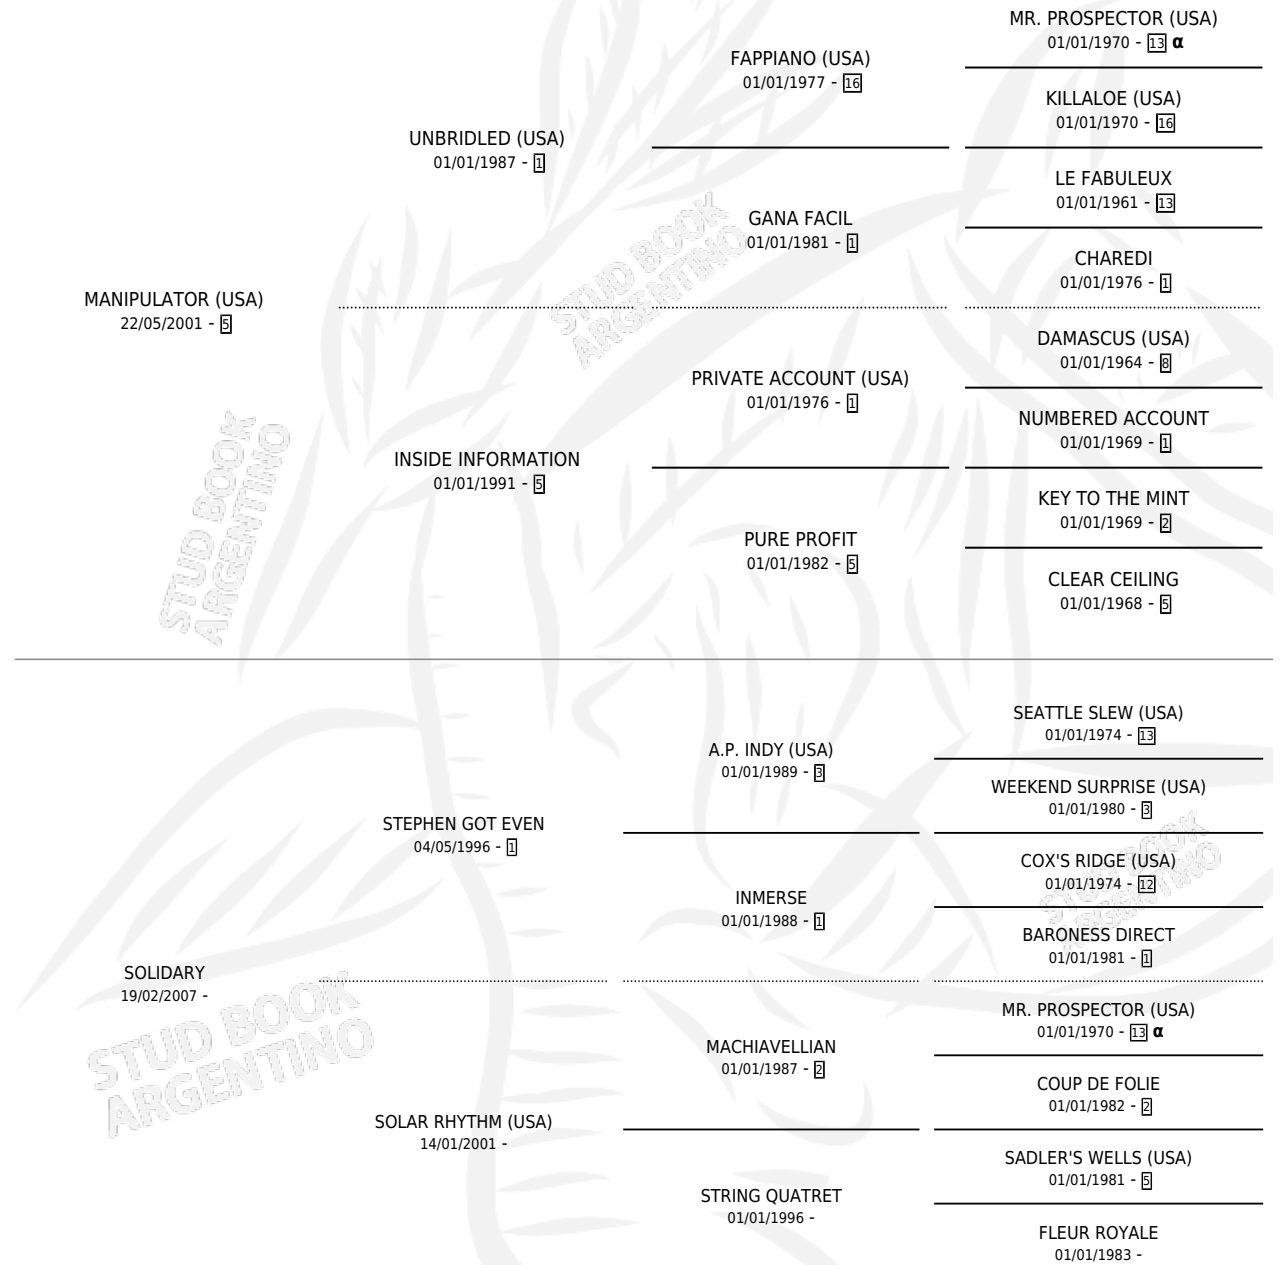 MR. PROSPECTOR (USA)
01/01/1970 - 13 α
FAPPIANO (USA)
01/01/1977 - 16
KILLALOE (USA)
01/01/1970 - 16
UNBRIDLED (USA)
01/01/1987 - 1
LE FABULEUX
01/01/1961 - 13
GANA FACIL
01/01/1981 - 1
CHAREDI
01/01/1976 - 1
MANIPULATOR (USA)
22/05/2001 - 5
DAMASCUS (USA)
01/01/1964 - 8
PRIVATE ACCOUNT (USA)
01/01/1976 - 1
NUMBERED ACCOUNT
01/01/1969 - 1
INSIDE INFORMATION
01/01/1991 - 5
KEY TO THE MINT
01/01/1969 - 2
PURE PROFIT
01/01/1982 - 5
CLEAR CEILING
01/01/1968 - 5
SEATTLE SLEW (USA)
01/01/1974 - 13
A.P. INDY (USA)
01/01/1989 - 3
WEEKEND SURPRISE (USA)
01/01/1980 - 3
STEPHEN GOT EVEN
04/05/1996 - 1
COX'S RIDGE (USA)
01/01/1974 - 12
INMERSE
01/01/1988 - 1
BARONESS DIRECT
01/01/1981 - 1
SOLIDARY
19/02/2007 -
MR. PROSPECTOR (USA)
01/01/1970 - 13 α
MACHIAVELLIAN
01/01/1987 - 2
COUP DE FOLIE
01/01/1982 - 2
SOLAR RHYTHM (USA)
14/01/2001 -
SADLER'S WELLS (USA)
01/01/1981 - 5
STRING QUATRET
01/01/1996 -
FLEUR ROYALE
01/01/1983 -
STUD BOOK
ARGENTINO
STUD BOOK
ARGENTINO
STUD BOOK
ARGENTINO
STUD BOOK
ARGENTINO